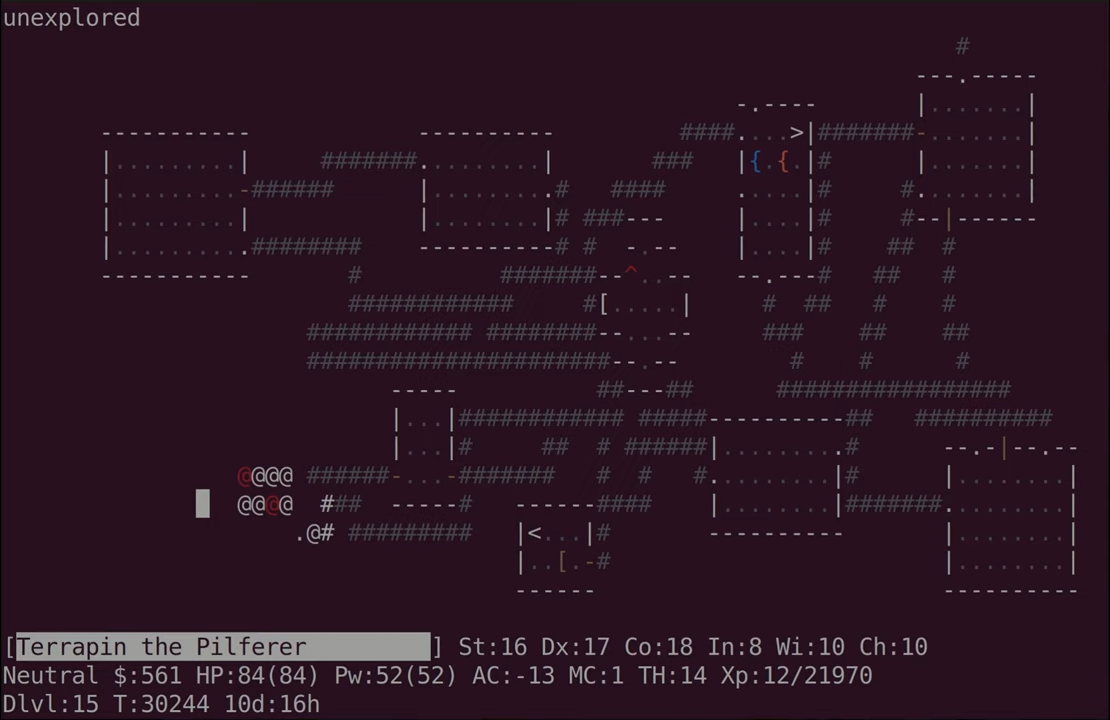 unexplored
[Terrapin the Pilferer ] St:16 Dx:17 Co:18 In:8 Wi:10 Ch:10
Neutral $:561 HP:84(84) Pw:52(52) AC:-13 MC:1 TH:14 Xp:12/21970
Dlvl:15 T:30244 10d:16h